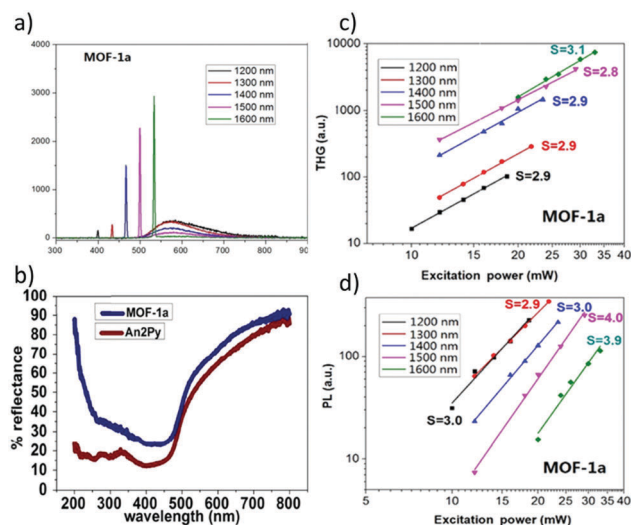 a)
MOF-1a
1200 nm
1300 nm
1400 nm
1500 nm
1600 nm
4000
3000
2000
1000
0
300 400 500 600 700 800 90
b)
MOF-1a
An2Py
% reflectance
100
90
80
70
60
50
40
30
20
10
0
200 300 400 500 600 700 800
wavelength (nm)
c)
THG (a.u.)
10000
1000
100
10
1200 nm
1300 nm
1400 nm
1500 nm
1600 nm
S=3.1
S=2.8
S=2.9
S=2.9
S=2.9
MOF-1a
10 20 30 40
Excitation power (mW)
d)
PL (a.u.)
100
10
1200 nm
1300 nm
1400 nm
1500 nm
1600 nm
S=2.9
S=3.0
S=4.0
S=3.9
S=3.0
MOF-1a
5 10 15 20 25 30 35 40
Excitation power (mW)